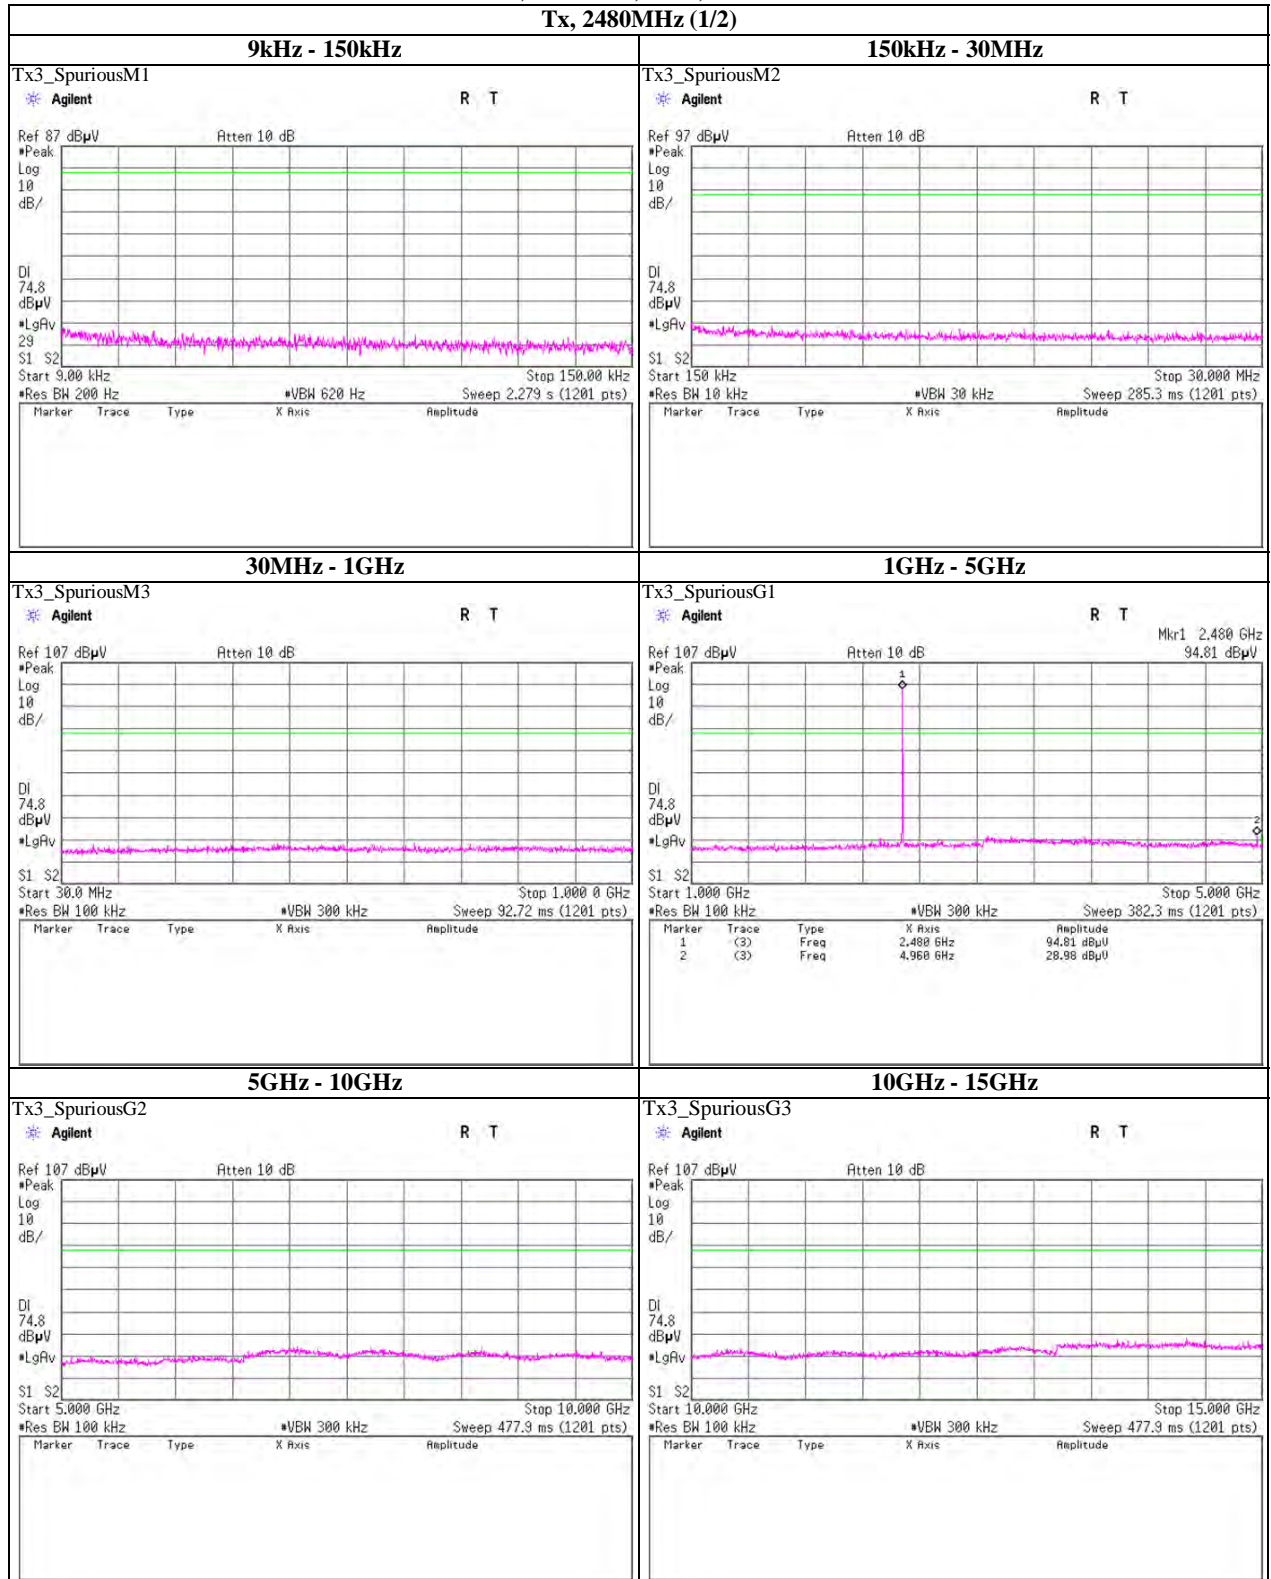 Tx, 2480MHz (1/2)
9kHz - 150kHz
150kHz - 30MHz
Tx3_SpuriousM1
Agilent
R T
Ref 87 dBµV
Atten 10 dB
#Peak
Log
10
dB/
DI
74.8
dBµV
#LgAv
29
S1 S2
Start 9.00 kHz
Stop 150.00 kHz
#Res BW 200 Hz
#VBW 620 Hz
Sweep 2.279 s (1201 pts)
Marker Trace Type X Axis Amplitude
Tx3_SpuriousM2
Agilent
R T
Ref 97 dBµV
Atten 10 dB
#Peak
Log
10
dB/
DI
74.8
dBµV
#LgAv
S1 S2
Start 150 kHz
Stop 30.000 MHz
#Res BW 10 kHz
#VBW 30 kHz
Sweep 285.3 ms (1201 pts)
Marker Trace Type X Axis Amplitude
30MHz - 1GHz
1GHz - 5GHz
Tx3_SpuriousM3
Agilent
R T
Ref 107 dBµV
Atten 10 dB
#Peak
Log
10
dB/
DI
74.8
dBµV
#LgAv
S1 S2
Start 30.0 MHz
Stop 1.000 0 GHz
#Res BW 100 kHz
#VBW 300 kHz
Sweep 92.72 ms (1201 pts)
Marker Trace Type X Axis Amplitude
Tx3_SpuriousG1
Agilent
R T
Mkr1 2.480 GHz
Ref 107 dBµV
Atten 10 dB
94.81 dBµV
#Peak
Log
10
dB/
1
2
DI
74.8
dBµV
#LgAv
S1 S2
Start 1.000 GHz
Stop 5.000 GHz
#Res BW 100 kHz
#VBW 300 kHz
Sweep 382.3 ms (1201 pts)
Marker Trace Type X Axis Amplitude
1 (3) Freq 2.480 GHz 94.81 dBµV
2 (3) Freq 4.960 GHz 28.98 dBµV
5GHz - 10GHz
10GHz - 15GHz
Tx3_SpuriousG2
Agilent
R T
Ref 107 dBµV
Atten 10 dB
#Peak
Log
10
dB/
DI
74.8
dBµV
#LgAv
S1 S2
Start 5.000 GHz
Stop 10.000 GHz
#Res BW 100 kHz
#VBW 300 kHz
Sweep 477.9 ms (1201 pts)
Marker Trace Type X Axis Amplitude
Tx3_SpuriousG3
Agilent
R T
Ref 107 dBµV
Atten 10 dB
#Peak
Log
10
dB/
DI
74.8
dBµV
#LgAv
S1 S2
Start 10.000 GHz
Stop 15.000 GHz
#Res BW 100 kHz
#VBW 300 kHz
Sweep 477.9 ms (1201 pts)
Marker Trace Type X Axis Amplitude